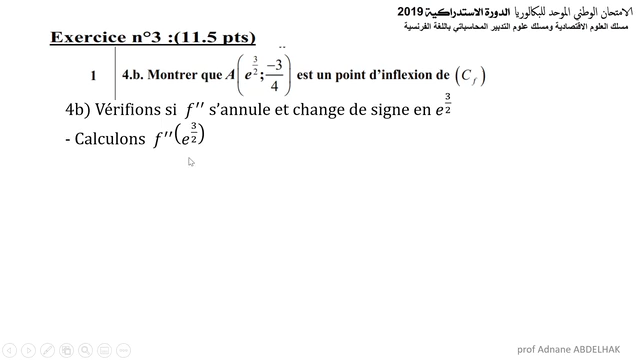 الامتحان الوطني الموحد للبكالوريا الدورة الاستدراكية 2019
مسلك العلوم الاقتصادية ومسلك علوم التدبير المحاسباتي باللغة الفرنسية
Exercice n°3 :(11.5 pts)
1 4.b. Montrer que A(e^{3/2}; -3/4) est un point d'inflexion de (C_f)
4b) Vérifions si f'' s'annule et change de signe en e^{3/2}
- Calculons f''(e^{3/2})
prof Adnane ABDELHAK